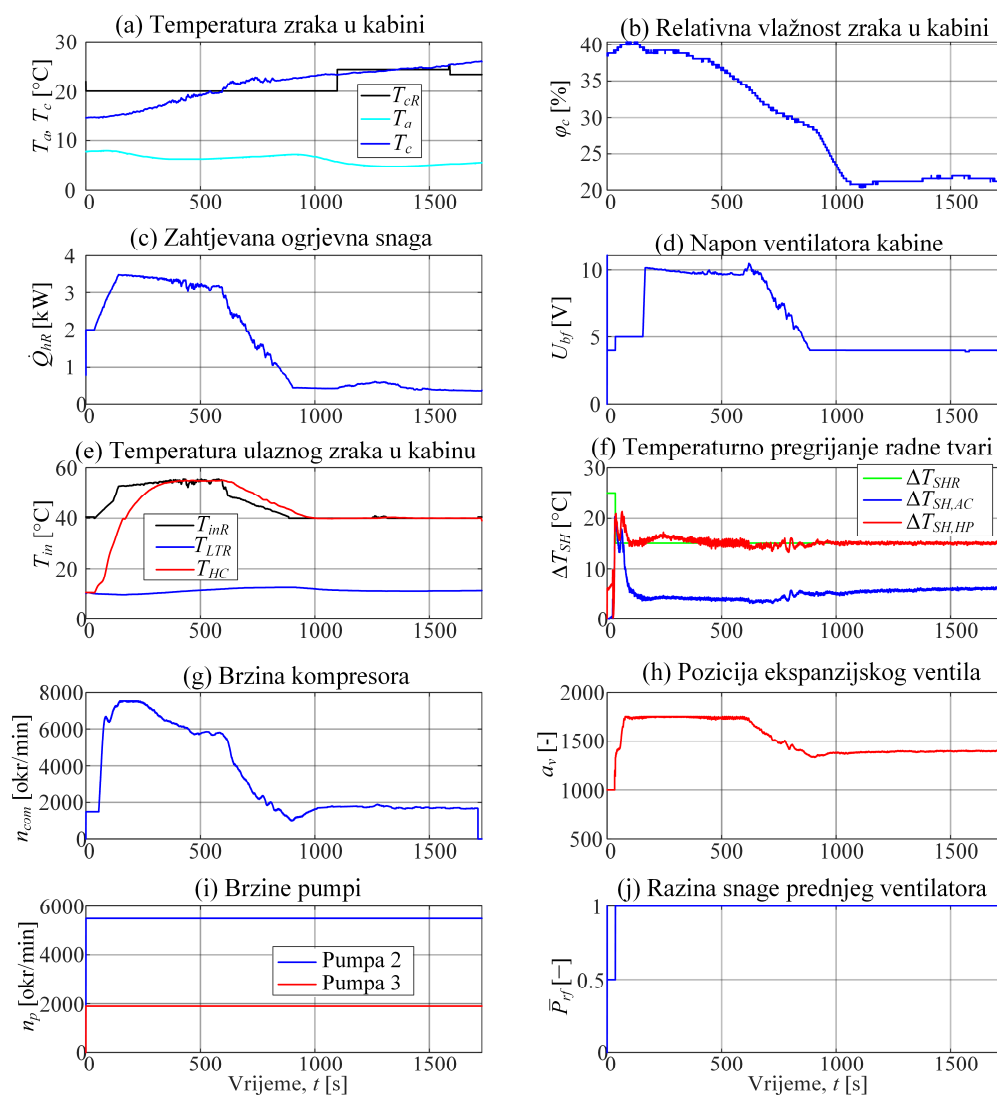 (a) Temperatura zraka u kabini
T_a, T_c [°C]
30
20
10
0
T_cR
T_a
T_c
0 500 1000 1500
(b) Relativna vlažnost zraka u kabini
φ_c [%]
40
35
30
25
20
0 500 1000 1500
(c) Zahtjevana ogrjevna snaga
Q̇_hR [kW]
4
3
2
1
0
0 500 1000 1500
(d) Napon ventilatora kabine
U_bf [V]
10
5
0
0 500 1000 1500
(e) Temperatura ulaznog zraka u kabinu
T_in [°C]
60
40
20
0
T_inR
T_LTR
T_HC
0 500 1000 1500
(f) Temperaturno pregrijanje radne tvari
ΔT_SH [°C]
30
20
10
0
ΔT_SHR
ΔT_SH,AC
ΔT_SH,HP
0 500 1000 1500
(g) Brzina kompresora
n_com [okr/min]
8000
6000
4000
2000
0
0 500 1000 1500
(h) Pozicija ekspanzijskog ventila
a_v [-]
2000
1500
1000
500
0 500 1000 1500
(i) Brzine pumpi
n_p [okr/min]
6000
4000
2000
0
Pumpa 2
Pumpa 3
0 500 1000 1500
Vrijeme, t [s]
(j) Razina snage prednjeg ventilatora
P̅_rf [−]
1
0.5
0
0 500 1000 1500
Vrijeme, t [s]